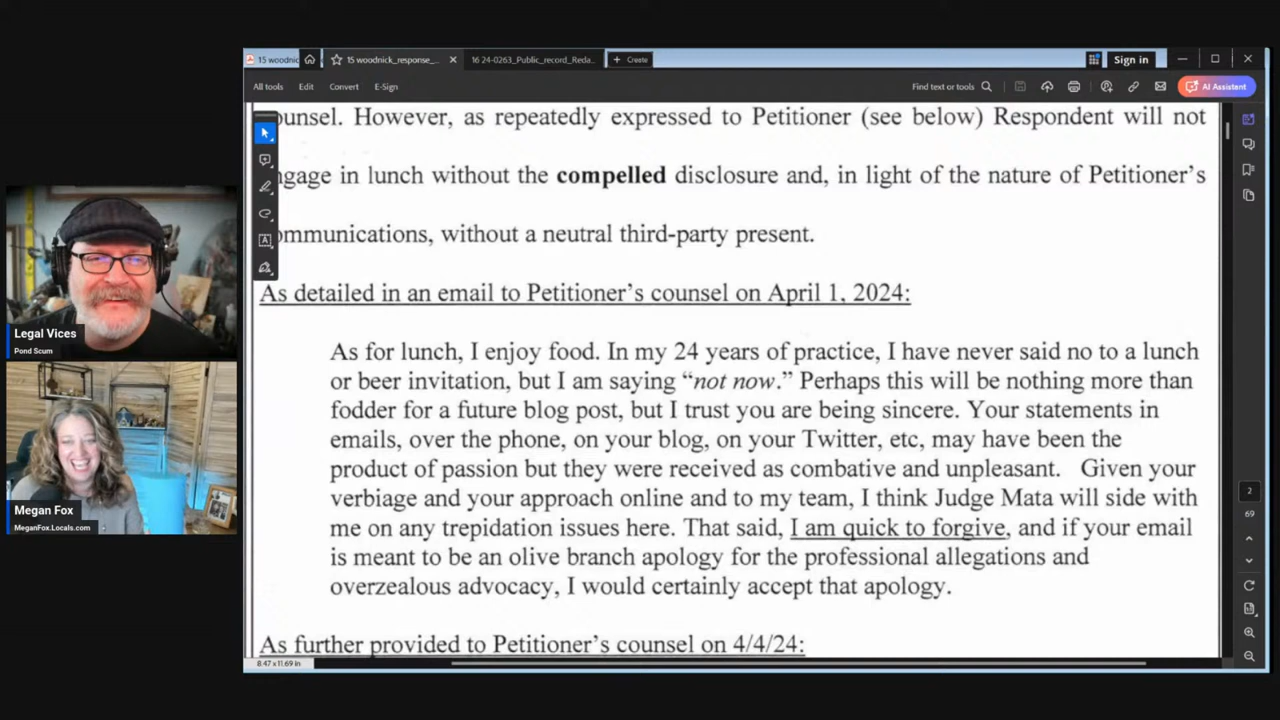 15 woodnic
15 woodnick_response_...
16 24-0263_Public_record_Reda...
+ Create
Sign in
All tools
Edit
Convert
E-Sign
Find text or tools
AI Assistant
ounsel. However, as repeatedly expressed to Petitioner (see below) Respondent will not
ngage in lunch without the compelled disclosure and, in light of the nature of Petitioner's
ommunications, without a neutral third-party present.
As detailed in an email to Petitioner's counsel on April 1, 2024:
As for lunch, I enjoy food. In my 24 years of practice, I have never said no to a lunch
or beer invitation, but I am saying "not now." Perhaps this will be nothing more than
fodder for a future blog post, but I trust you are being sincere. Your statements in
emails, over the phone, on your blog, on your Twitter, etc, may have been the
product of passion but they were received as combative and unpleasant. Given your
verbiage and your approach online and to my team, I think Judge Mata will side with
me on any trepidation issues here. That said, I am quick to forgive, and if your email
is meant to be an olive branch apology for the professional allegations and
overzealous advocacy, I would certainly accept that apology.
As further provided to Petitioner's counsel on 4/4/24:
8.47 x 11.69 in
2
69
Legal Vices
Pond Scum
Megan Fox
MeganFox.Locals.com